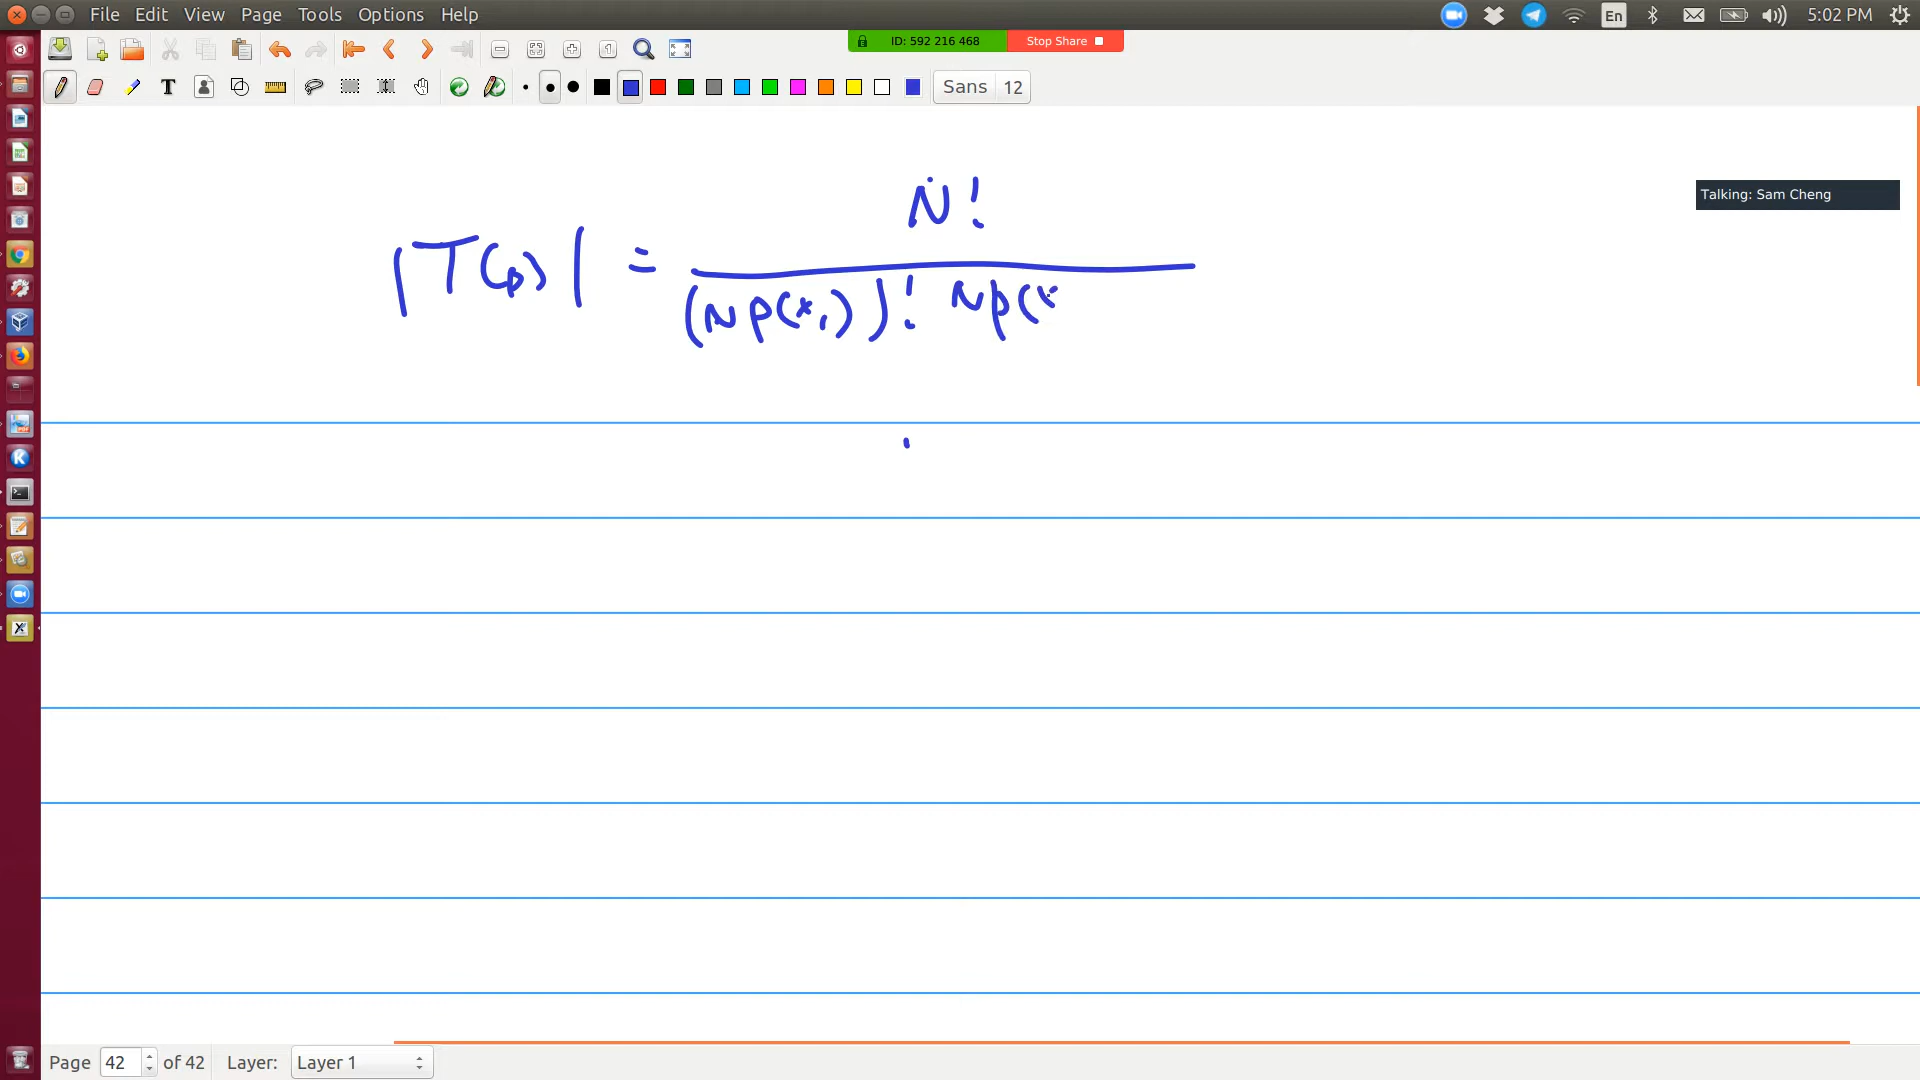 File Edit View Page Tools Options Help
En 5:02 PM
ID: 592 216 468 Stop Share
T Sans 12
Talking: Sam Cheng
N!
|T(p)| =
(Np(x₁))! Np(x
Page 42 of 42 Layer: Layer 1